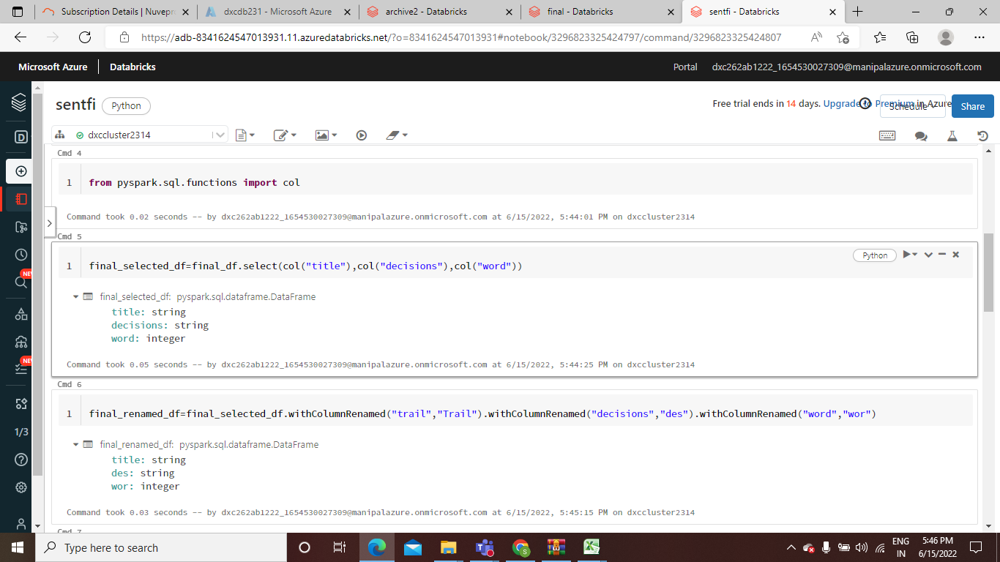 Subscription Details | Nuvepr
dxcdb231 - Microsoft Azure
archive2 - Databricks
final - Databricks
sentfi - Databricks
https://adb-8341624547013931.11.azuredatabricks.net/?o=8341624547013931#notebook/3296823325424797/command/3296823325424807
Microsoft Azure
Databricks
Portal
dxc262ab1222_1654530027309@manipalazure.onmicrosoft.com
sentfi
Python
Free trial ends in 14 days. Upgrade to Premium in Azure
Schedule
Share
D
dxccluster2314
Cmd 4
1 from pyspark.sql.functions import col
Command took 0.02 seconds -- by dxc262ab1222_1654530027309@manipalazure.onmicrosoft.com at 6/15/2022, 5:44:01 PM on dxccluster2314
Cmd 5
Python
1 final_selected_df=final_df.select(col("title"),col("decisions"),col("word"))
final_selected_df: pyspark.sql.dataframe.DataFrame
title: string
decisions: string
word: integer
Command took 0.05 seconds -- by dxc262ab1222_1654530027309@manipalazure.onmicrosoft.com at 6/15/2022, 5:44:25 PM on dxccluster2314
Cmd 6
1 final_renamed_df=final_selected_df.withColumnRenamed("trail","Trail").withColumnRenamed("decisions","des").withColumnRenamed("word","wor")
final_renamed_df: pyspark.sql.dataframe.DataFrame
title: string
des: string
wor: integer
Command took 0.03 seconds -- by dxc262ab1222_1654530027309@manipalazure.onmicrosoft.com at 6/15/2022, 5:45:15 PM on dxccluster2314
Cmd 7
NEW
NEW
1/3
Type here to search
ENG
IN
5:46 PM
6/15/2022